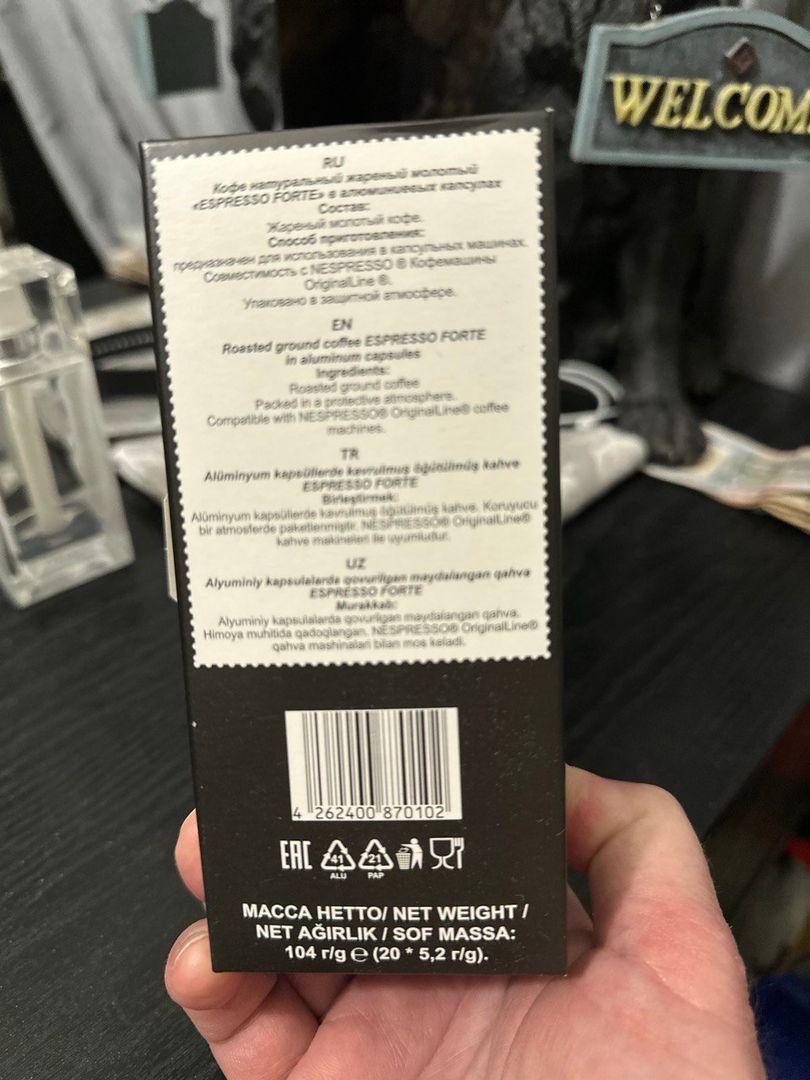 WELCOM
RU
Кофе натуральный жареный молотый
«ESPRESSO FORTE» в алюминиевых капсулах
Состав:
Жареный молотый кофе.
Способ приготовления:
предназначен для использования в капсульных машинах.
Совместимость с NESPRESSO ® Кофемашины
OriginalLine ®.
Упаковано в защитной атмосфере.
EN
Roasted ground coffee ESPRESSO FORTE
in aluminum capsules
Ingredients:
Roasted ground coffee
Packed in a protective atmosphere.
Compatible with NESPRESSO® OriginalLine® coffee
machines.
TR
Alüminyum kapsüllerde kavrulmuş öğütülmüş kahve
ESPRESSO FORTE
Birleştirmek:
Alüminyum kapsüllerde kavrulmuş öğütülmüş kahve. Koruyucu
bir atmosferde paketlenmiştir. NESPRESSO® OriginalLine®
kahve makineleri ile uyumludur.
UZ
Alyuminiy kapsulalarda qovurilgan maydalangan qahva
ESPRESSO FORTE
Murakkab:
Alyuminiy kapsulalarda qovurilgan maydalangan qahva.
Himoya muhitida qadoqlangan. NESPRESSO® OriginalLine®
qahva mashinalari bilan mos keladi.
4 262400 870102
EAC 41 21
ALU PAP
МАССА НЕТТО/ NET WEIGHT /
NET AĞIRLIK / SOF MASSA:
104 г/g ℮ (20 * 5,2 г/g).